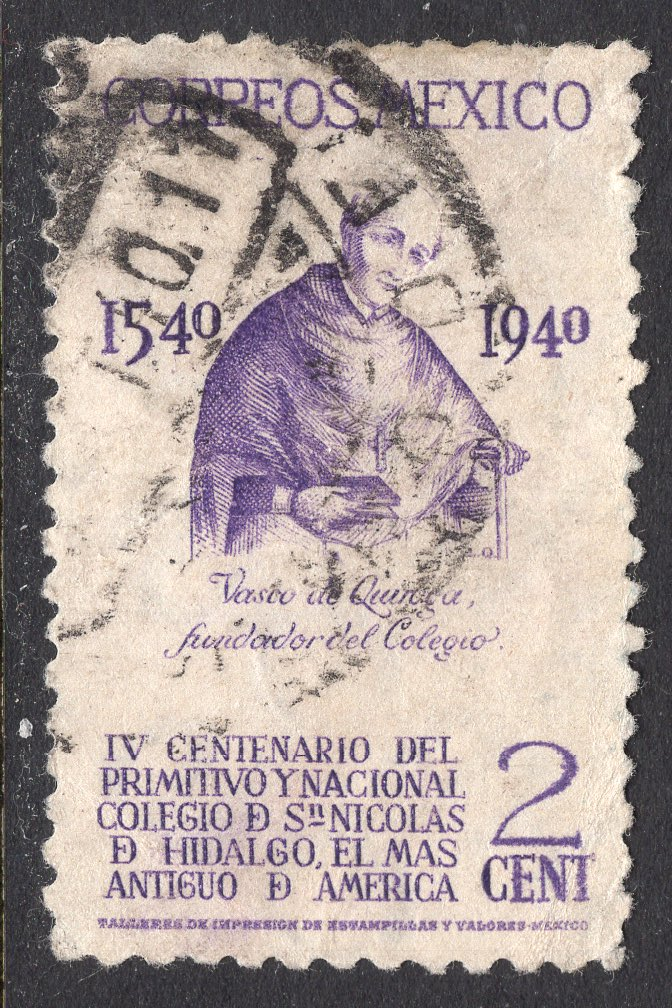 CORREOS MEXICO
1540 1940
Vasco de Quiroga,
fundador del Colegio.
IV CENTENARIO DEL
PRIMITIVO Y NACIONAL
COLEGIO Đ Sⁿ NICOLAS
Đ HIDALGO, EL MAS
ANTIGUO Đ AMERICA
2
CENT
TALLERES DE IMPRESION DE ESTAMPILLAS Y VALORES-MEXICO